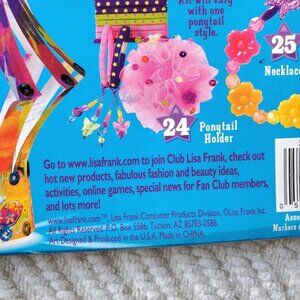 Kit will vary
with one
ponytail
style.
25
Necklace
24 Ponytail
Holder
Go to www.lisafrank.com to join Club Lisa Frank, check out
hot new products, fabulous fashion and beauty ideas,
activities, online games, special news for Fan Club members,
and lots more!
www.lisafrank.com™, Lisa Frank Consumer Products Division. ©Lisa Frank Inc.
All Rights Reserved. P.O. Box 5586, Tucson, AZ 85703-0586.
Art Designed & Produced in the U.S.A. Made in CHINA.
Markers